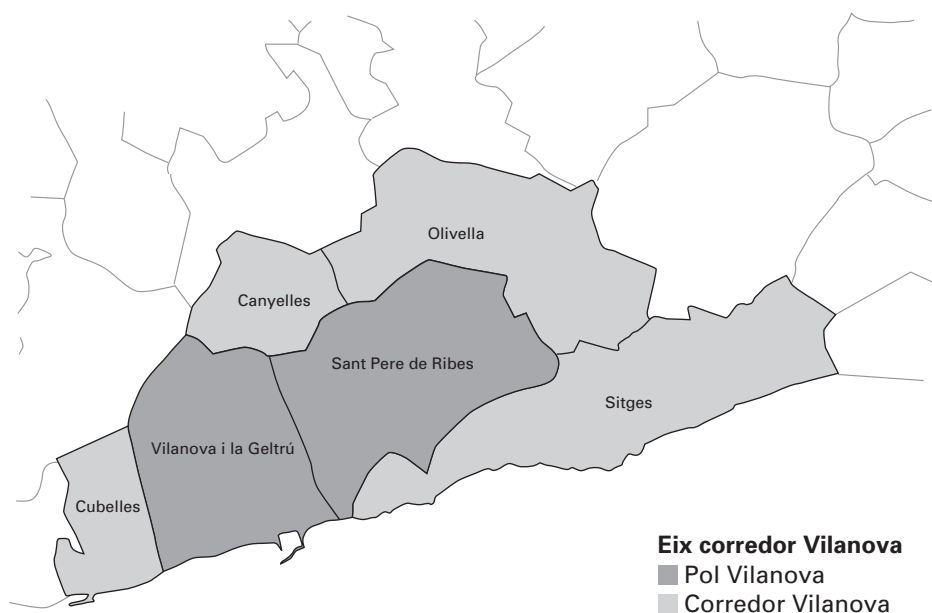 Olivella
Canyelles
Sant Pere de Ribes
Sitges
Vilanova i la Geltrú
Cubelles
Eix corredor Vilanova
Pol Vilanova
Corredor Vilanova